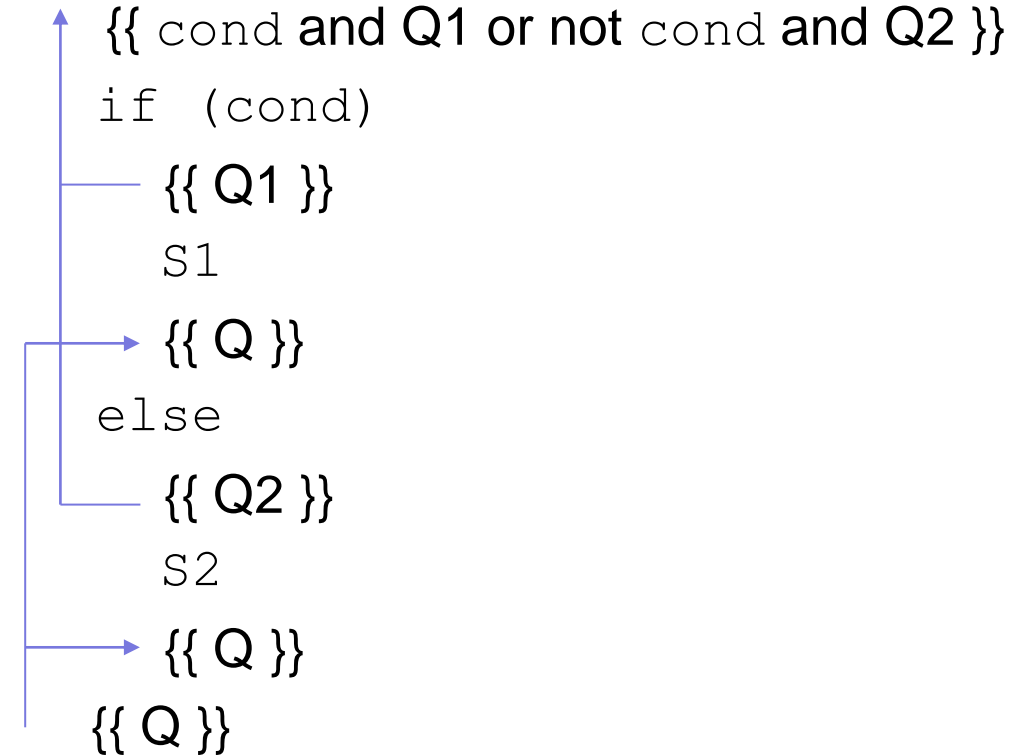 {{ cond and Q1 or not cond and Q2 }}
if (cond)
{{ Q1 }}
S1
{{ Q }}
else
{{ Q2 }}
S2
{{ Q }}
{{ Q }}